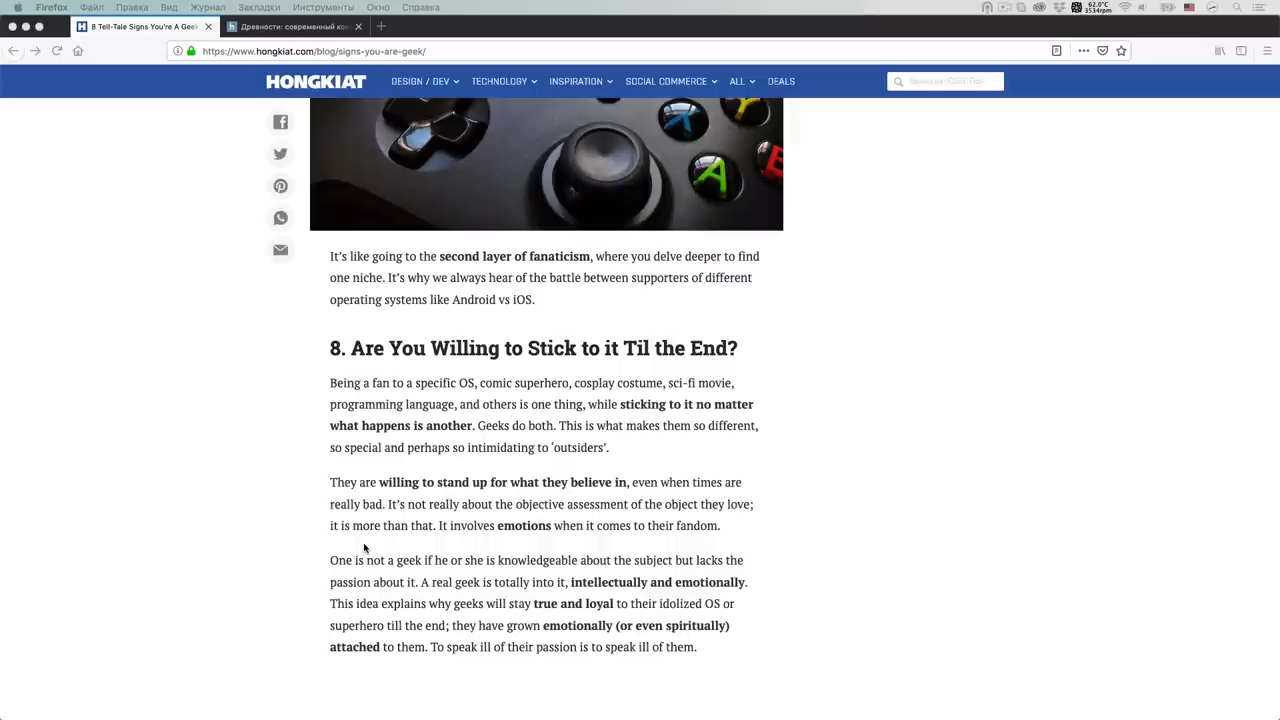 Firefox Файл Правка Вид Журнал Закладки Инструменты Окно Справка
62.0°C
3534rpm
8 Tell-Tale Signs You're A Geek
Древности: современный ком
https://www.hongkiat.com/blog/signs-you-are-geek/
HONGKIAT DESIGN / DEV TECHNOLOGY INSPIRATION SOCIAL COMMERCE ALL DEALS
It's like going to the second layer of fanaticism, where you delve deeper to find
one niche. It's why we always hear of the battle between supporters of different
operating systems like Android vs iOS.
8. Are You Willing to Stick to it Til the End?
Being a fan to a specific OS, comic superhero, cosplay costume, sci-fi movie,
programming language, and others is one thing, while sticking to it no matter
what happens is another. Geeks do both. This is what makes them so different,
so special and perhaps so intimidating to ‘outsiders’.
They are willing to stand up for what they believe in, even when times are
really bad. It's not really about the objective assessment of the object they love;
it is more than that. It involves emotions when it comes to their fandom.
One is not a geek if he or she is knowledgeable about the subject but lacks the
passion about it. A real geek is totally into it, intellectually and emotionally.
This idea explains why geeks will stay true and loyal to their idolized OS or
superhero till the end; they have grown emotionally (or even spiritually)
attached to them. To speak ill of their passion is to speak ill of them.